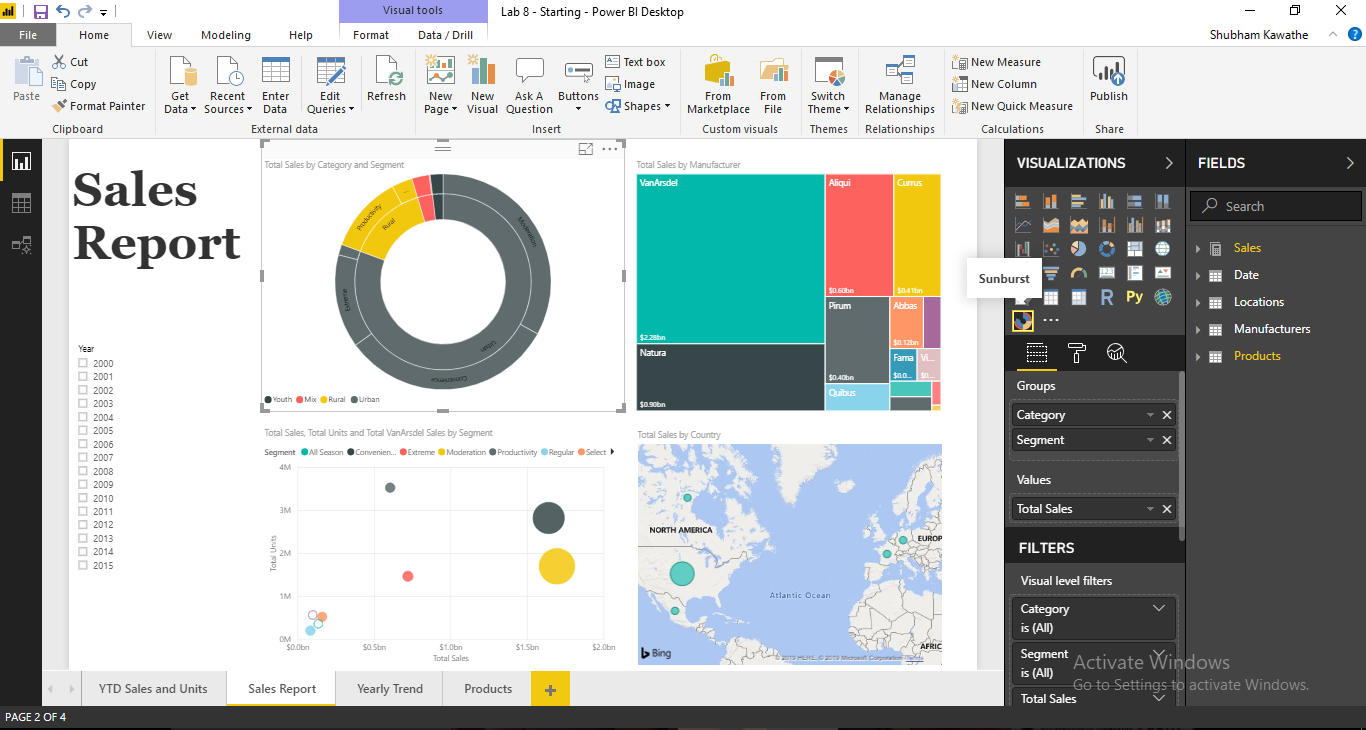 Visual tools
Lab 8 - Starting - Power BI Desktop
File Home View Modeling Help Format Data / Drill
Shubham Kawathe
Paste
Cut
Copy
Format Painter
Clipboard
Get Data
Recent Sources
Enter Data
Edit Queries
Refresh
External data
New Page
New Visual
Ask A Question
Buttons
Text box
Image
Shapes
Insert
From Marketplace
From File
Custom visuals
Switch Theme
Themes
Manage Relationships
Relationships
New Measure
New Column
New Quick Measure
Calculations
Publish
Share
Sales
Report
Year
2000
2001
2002
2003
2004
2005
2006
2007
2008
2009
2010
2011
2012
2013
2014
2015
Total Sales by Category and Segment
Productivity
Rural
Moderation
Extreme
Urban
Convenience
Youth Mix Rural Urban
Total Sales by Manufacturer
VanArsdel
$2.28bn
Natura
$0.90bn
Aliqui
$0.60bn
Currus
$0.41bn
Pirum
$0.40bn
Abbas
$0.12bn
Fama
$0.0...
Vi...
$0...
Quibus
Total Sales, Total Units and Total VanArsdel Sales by Segment
Segment All Season Convenien... Extreme Moderation Productivity Regular Select
4M
3M
2M
1M
0M
Total Units
$0.0bn $0.5bn $1.0bn $1.5bn $2.0bn
Total Sales
Total Sales by Country
NORTH AMERICA
EUROP
Atlantic Ocean
AFRIC
Bing
© 2019 HERE, © 2019 Microsoft Corporation Terms
VISUALIZATIONS
Sunburst
R Py
Groups
Category
Segment
Values
Total Sales
FILTERS
Visual level filters
Category
is (All)
Segment
is (All)
Total Sales
FIELDS
Search
Sales
Date
Locations
Manufacturers
Products
Activate Windows
Go to Settings to activate Windows.
YTD Sales and Units Sales Report Yearly Trend Products
PAGE 2 OF 4